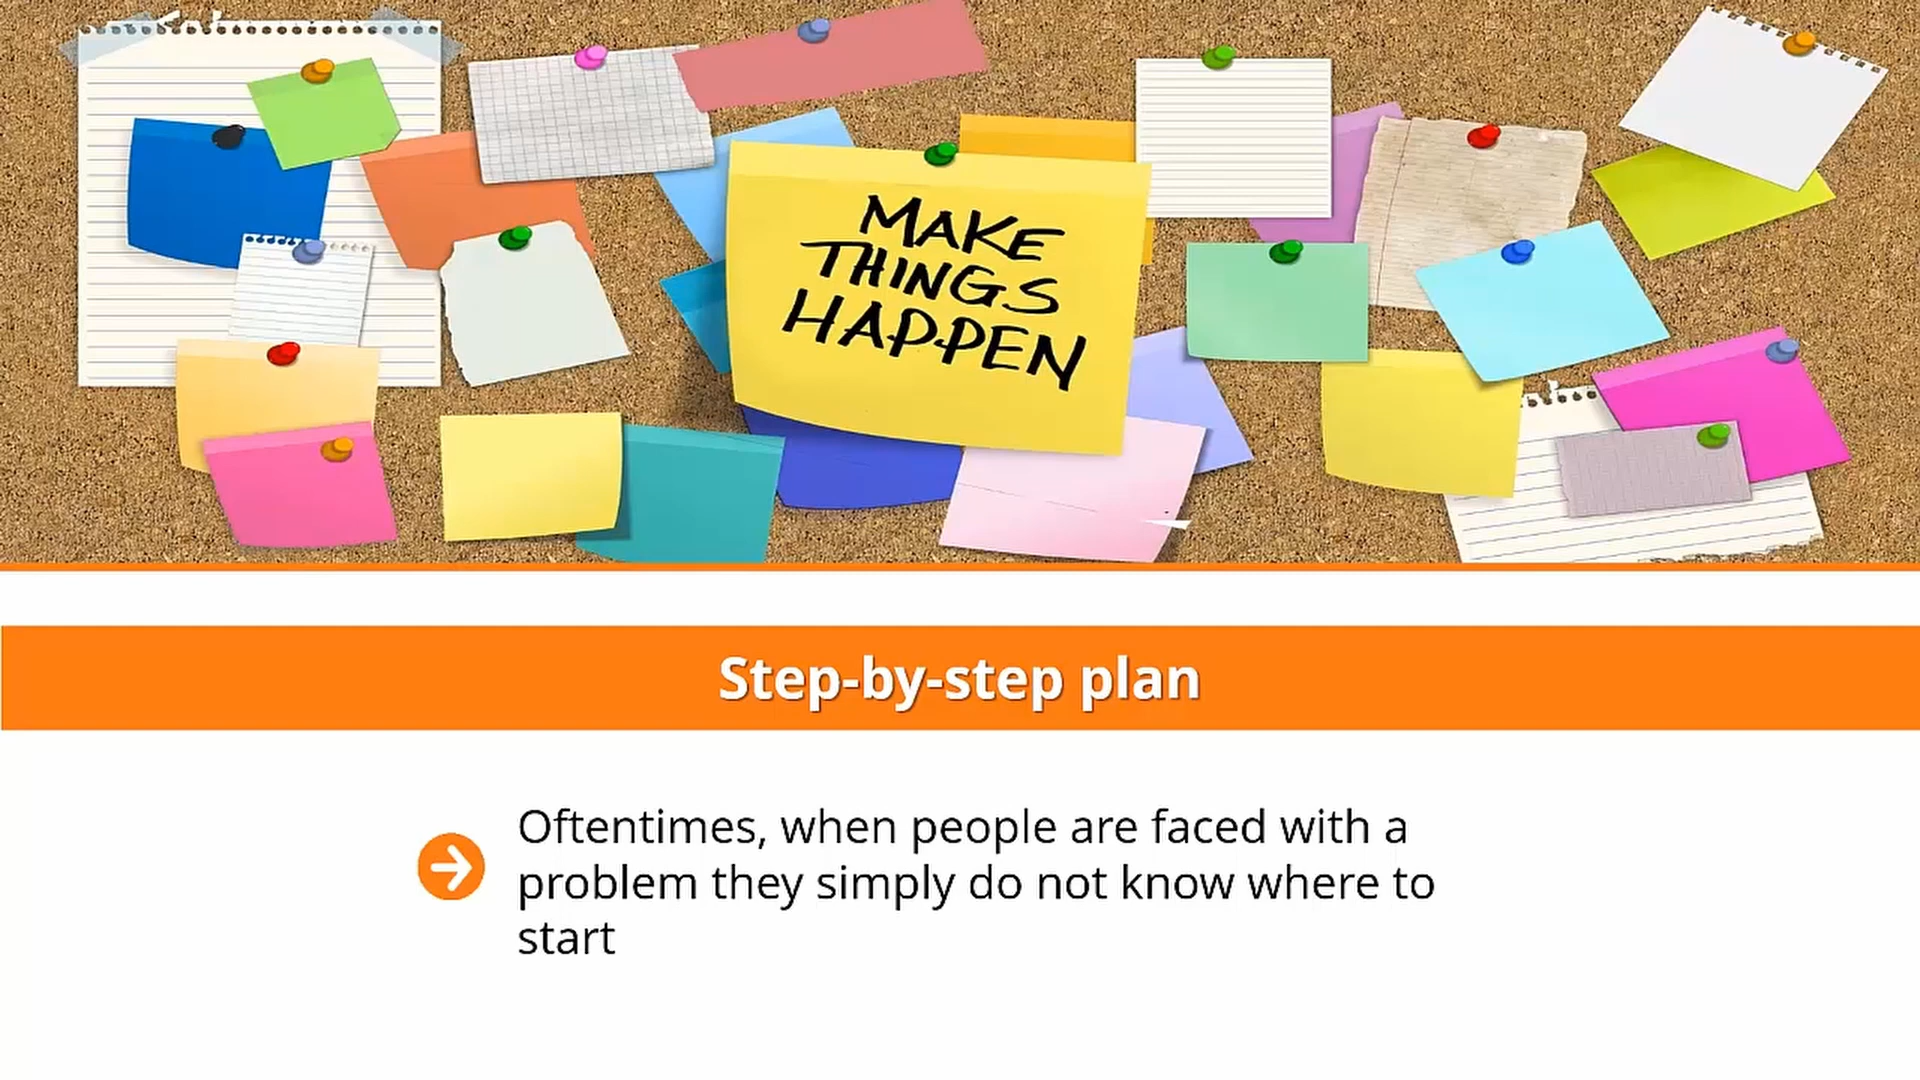 MAKE
THINGS
HAPPEN
Step-by-step plan
Oftentimes, when people are faced with a
problem they simply do not know where to
start